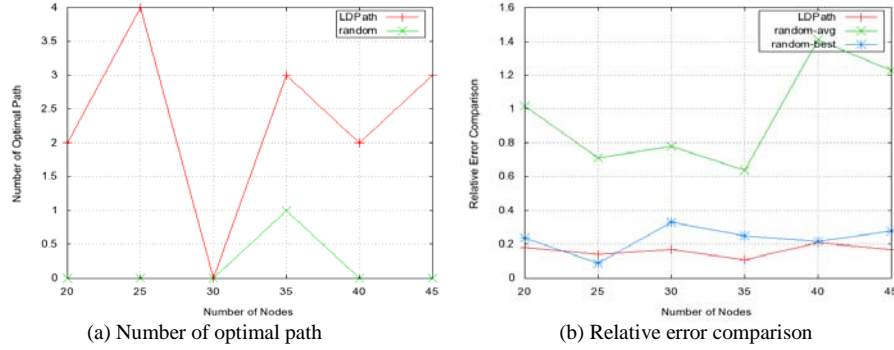 4
3.5
3
2.5
2
1.5
1
0.5
0
20 25 30 35 40 45
Number of Optimal Path
Number of Nodes
LDPath
random
(a) Number of optimal path
1.6
1.4
1.2
1
0.8
0.6
0.4
0.2
0
20 25 30 35 40 45
Relative Error Comparison
Number of Nodes
LDPath
random-avg
random-best
(b) Relative error comparison